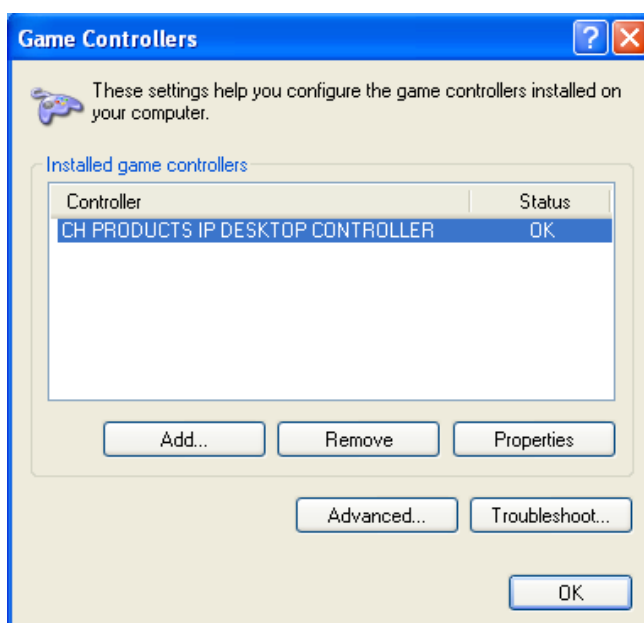 Game Controllers
These settings help you configure the game controllers installed on
your computer.
Installed game controllers
Controller Status
CH PRODUCTS IP DESKTOP CONTROLLER OK
Add... Remove Properties
Advanced... Troubleshoot...
OK